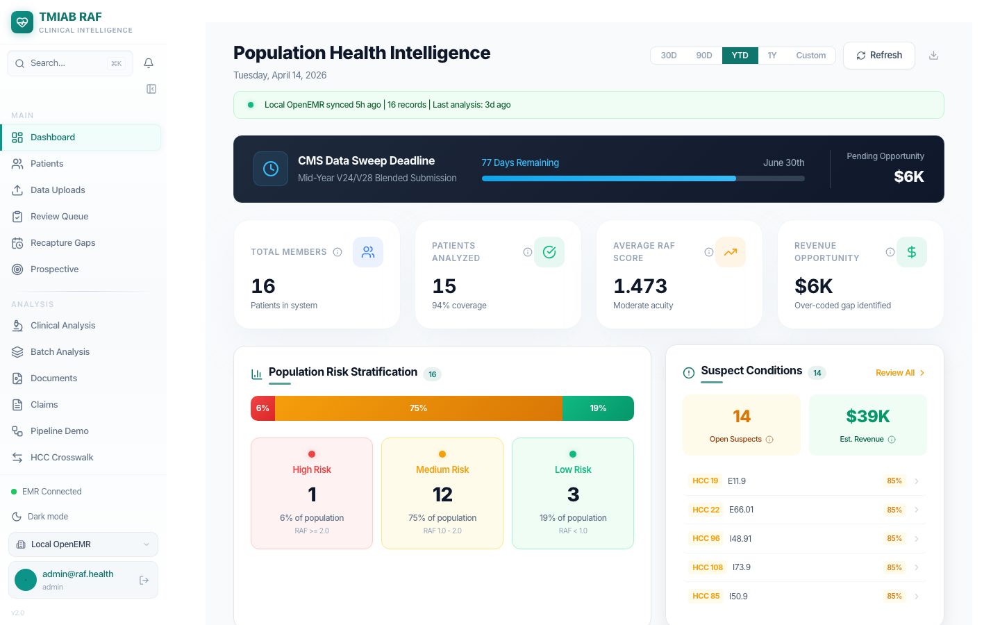 TMIAB RAF
CLINICAL INTELLIGENCE
Search...
⌘K
MAIN
Dashboard
Patients
Data Uploads
Review Queue
Recapture Gaps
Prospective
ANALYSIS
Clinical Analysis
Batch Analysis
Documents
Claims
Pipeline Demo
HCC Crosswalk
EMR Connected
Dark mode
Local OpenEMR
admin@raf.health
admin
v2.0
Population Health Intelligence
Tuesday, April 14, 2026
30D 90D YTD 1Y Custom
Refresh
Local OpenEMR synced 5h ago | 16 records | Last analysis: 3d ago
CMS Data Sweep Deadline
Mid-Year V24/V28 Blended Submission
77 Days Remaining
June 30th
Pending Opportunity
$6K
TOTAL MEMBERS
16
Patients in system
PATIENTS
ANALYZED
15
94% coverage
AVERAGE RAF
SCORE
1.473
Moderate acuity
REVENUE
OPPORTUNITY
$6K
Over-coded gap identified
Population Risk Stratification 16
6% 75% 19%
High Risk
1
6% of population
RAF >= 2.0
Medium Risk
12
75% of population
RAF 1.0 - 2.0
Low Risk
3
19% of population
RAF < 1.0
Suspect Conditions 14
Review All
14
Open Suspects
$39K
Est. Revenue
HCC 19 E11.9 85%
HCC 22 E66.01 85%
HCC 96 I48.91 85%
HCC 108 I73.9 85%
HCC 85 I50.9 85%